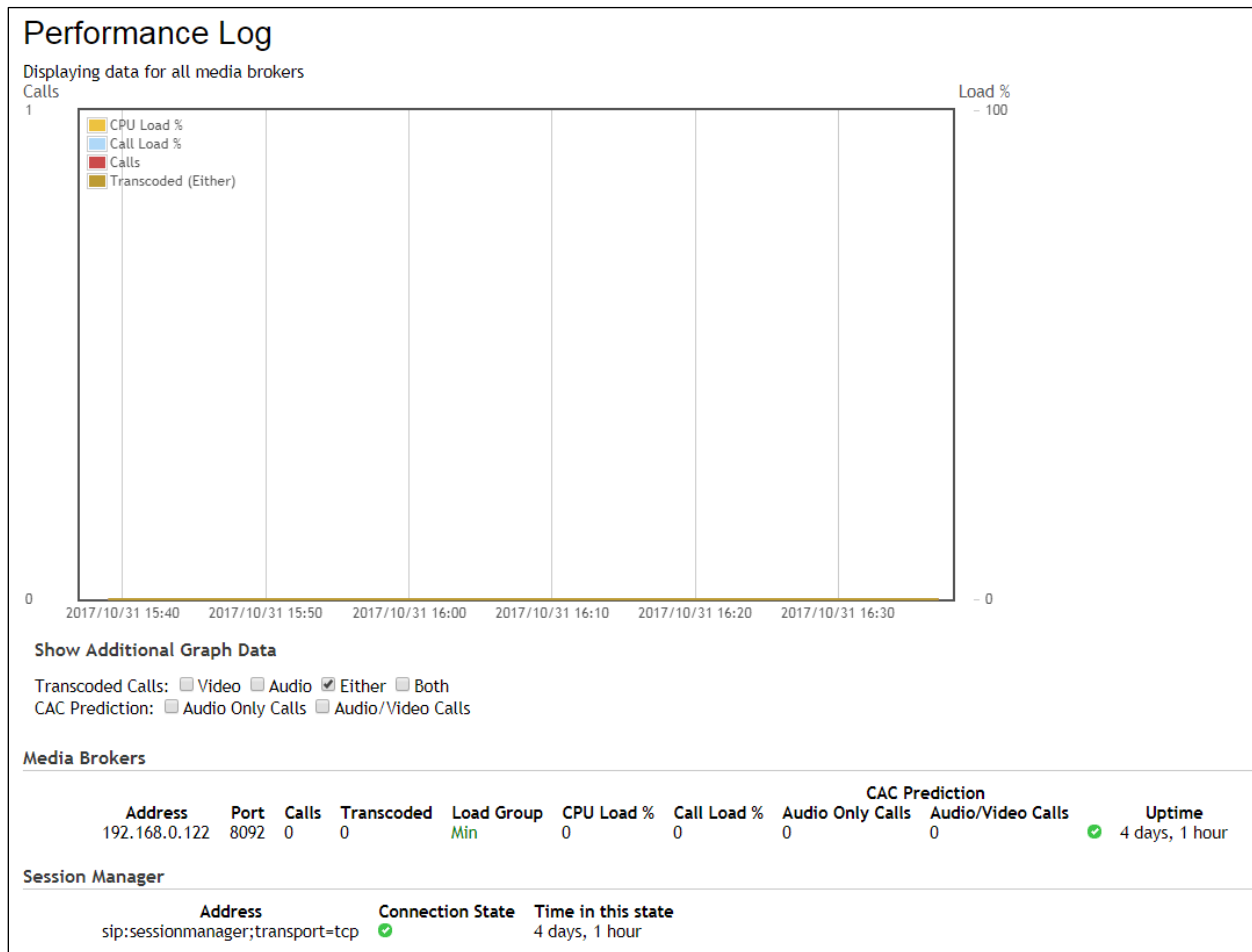 Performance Log
Displaying data for all media brokers
Calls Load %
1 100
CPU Load %
Call Load %
Calls
Transcoded (Either)
0 0
2017/10/31 15:40 2017/10/31 15:50 2017/10/31 16:00 2017/10/31 16:10 2017/10/31 16:20 2017/10/31 16:30
Show Additional Graph Data
Transcoded Calls: Video Audio Either Both
CAC Prediction: Audio Only Calls Audio/Video Calls
Media Brokers
CAC Prediction
Address Port Calls Transcoded Load Group CPU Load % Call Load % Audio Only Calls Audio/Video Calls Uptime
192.168.0.122 8092 0 0 Min 0 0 0 0 4 days, 1 hour
Session Manager
Address Connection State Time in this state
sip:sessionmanager;transport=tcp 4 days, 1 hour